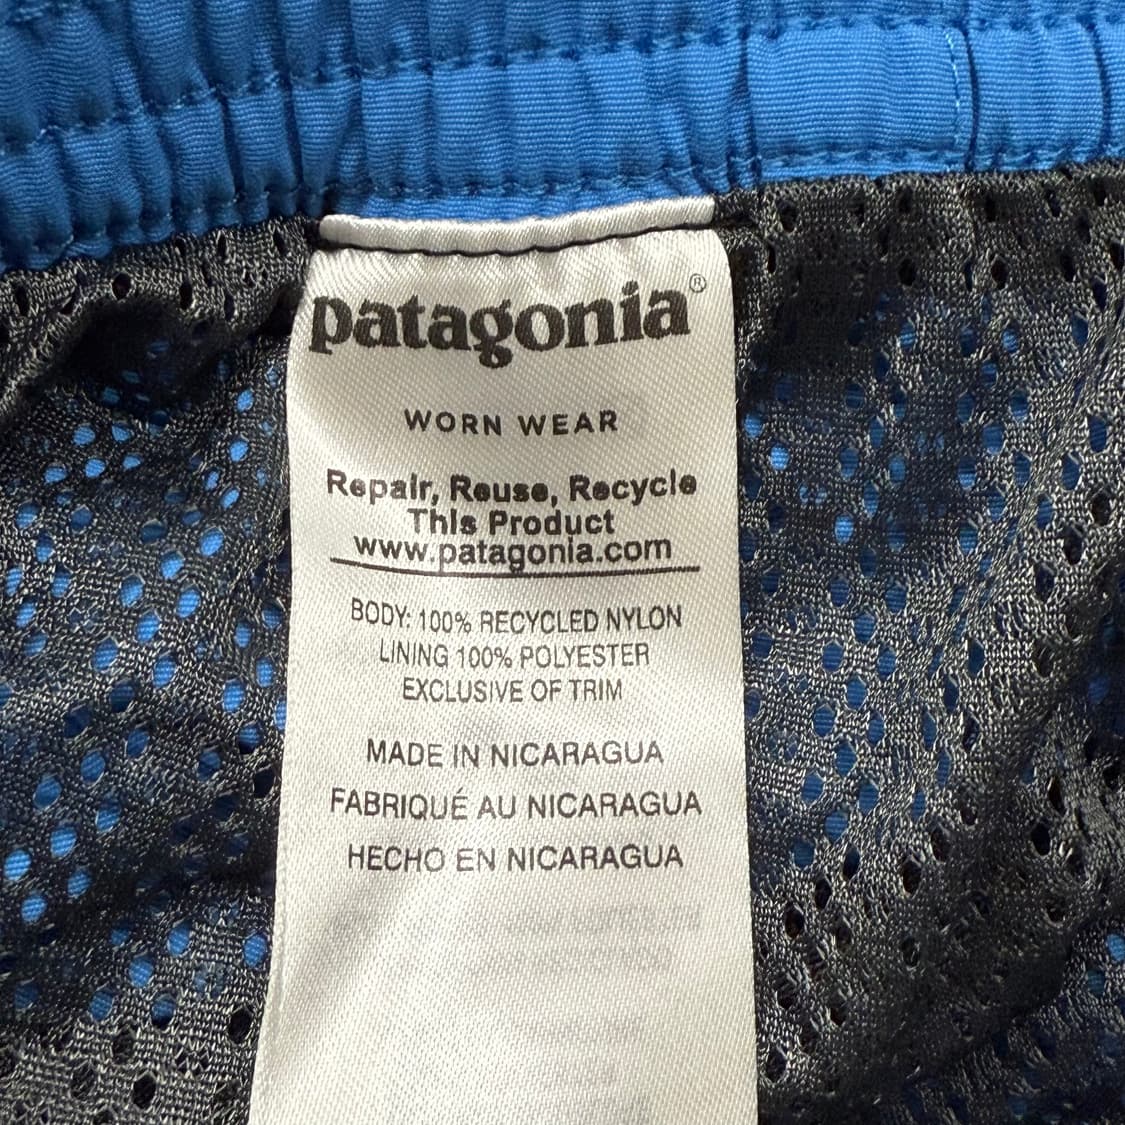 patagonia®
WORN WEAR
Repair, Reuse, Recycle
This Product
www.patagonia.com
BODY: 100% RECYCLED NYLON
LINING 100% POLYESTER
EXCLUSIVE OF TRIM
MADE IN NICARAGUA
FABRIQUÉ AU NICARAGUA
HECHO EN NICARAGUA